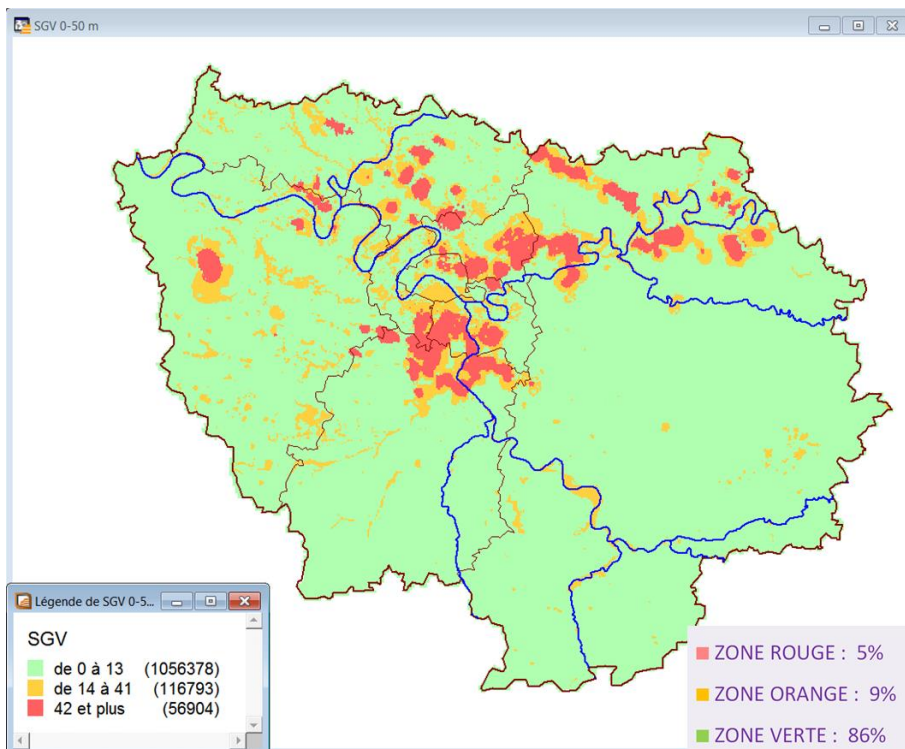 SGV 0-50 m
Légende de SGV 0-5...
SGV
de 0 à 13 (1056378)
de 14 à 41 (116793)
42 et plus (56904)
ZONE ROUGE : 5%
ZONE ORANGE : 9%
ZONE VERTE : 86%